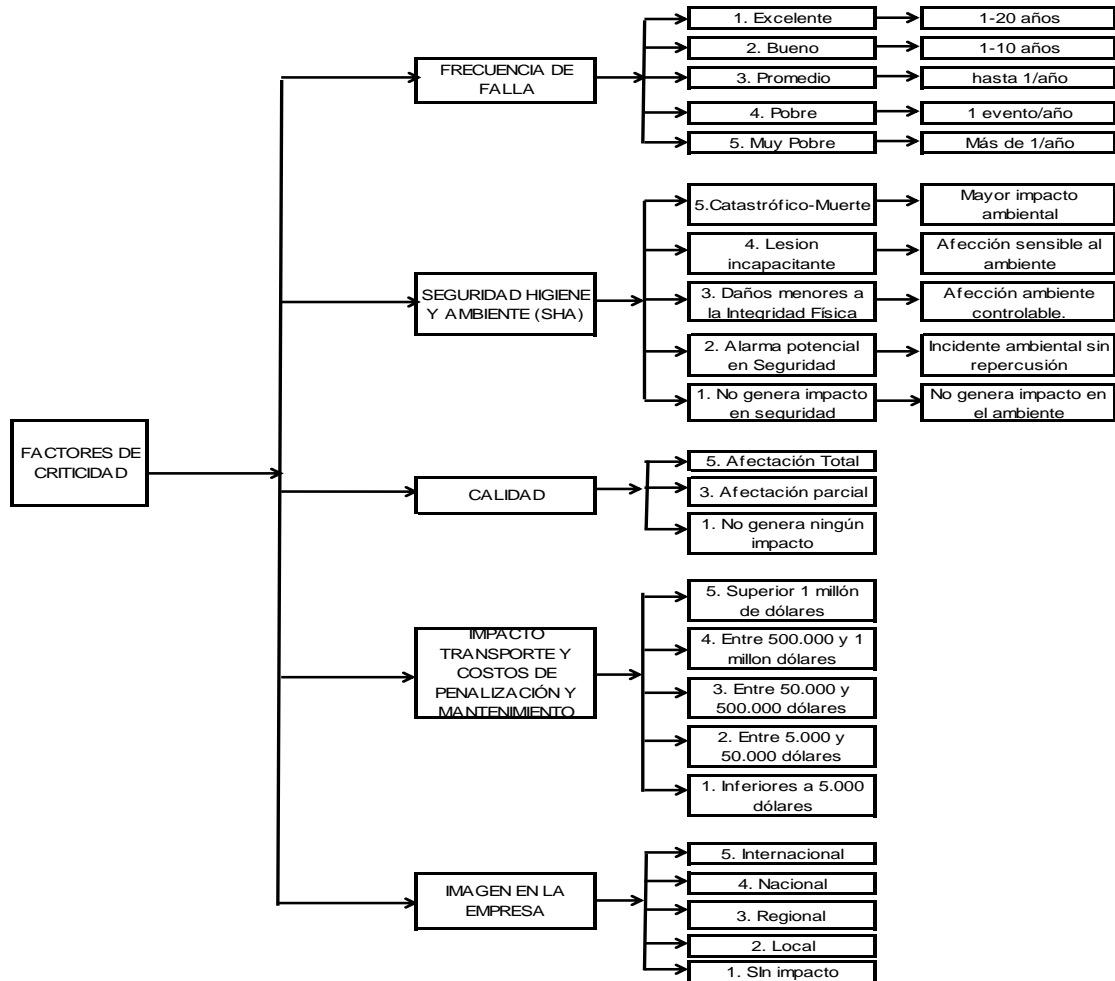 FACTORES DE
CRITICIDAD
FRECUENCIA DE
FALLA
1. Excelente
1-20 años
2. Bueno
1-10 años
3. Promedio
hasta 1/año
4. Pobre
1 evento/año
5. Muy Pobre
Más de 1/año
SEGURIDAD HIGIENE
Y AMBIENTE (SHA)
5.Catastrófico-Muerte
Mayor impacto
ambiental
4. Lesion
incapacitante
Afección sensible al
ambiente
3. Daños menores a
la Integridad Física
Afección ambiente
controlable.
2. Alarma potencial
en Seguridad
Incidente ambiental sin
repercusión
1. No genera impacto
en seguridad
No genera impacto en
el ambiente
CALIDAD
5. Afectación Total
3. Afectación parcial
1. No genera ningún
impacto
IMPACTO
TRANSPORTE Y
COSTOS DE
PENALIZACIÓN Y
MANTENIMIENTO
5. Superior 1 millón
de dólares
4. Entre 500.000 y 1
millon dólares
3. Entre 50.000 y
500.000 dólares
2. Entre 5.000 y
50.000 dólares
1. Inferiores a 5.000
dólares
IMAGEN EN LA
EMPRESA
5. Internacional
4. Nacional
3. Regional
2. Local
1. SIn impacto